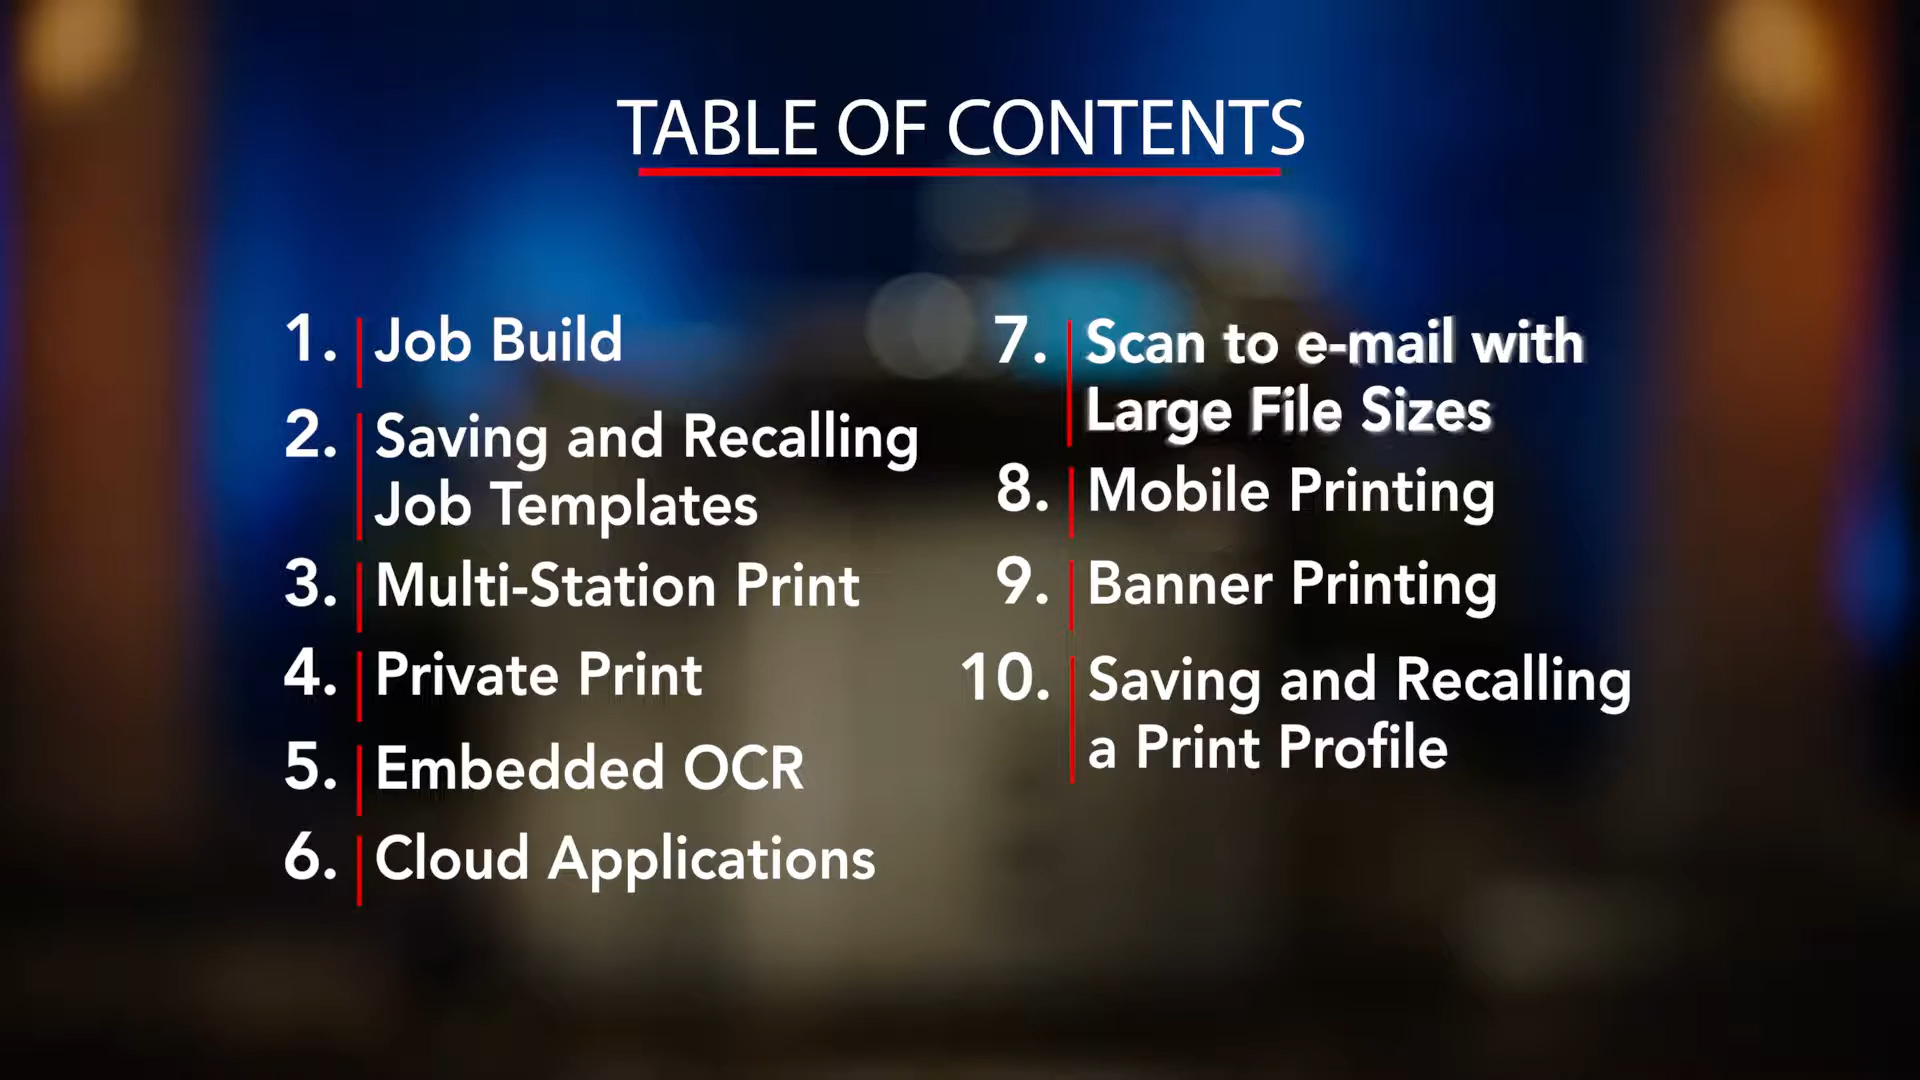 TABLE OF CONTENTS
1. Job Build
2. Saving and Recalling
Job Templates
3. Multi-Station Print
4. Private Print
5. Embedded OCR
6. Cloud Applications
7. Scan to e-mail with
Large File Sizes
8. Mobile Printing
9. Banner Printing
10. Saving and Recalling
a Print Profile